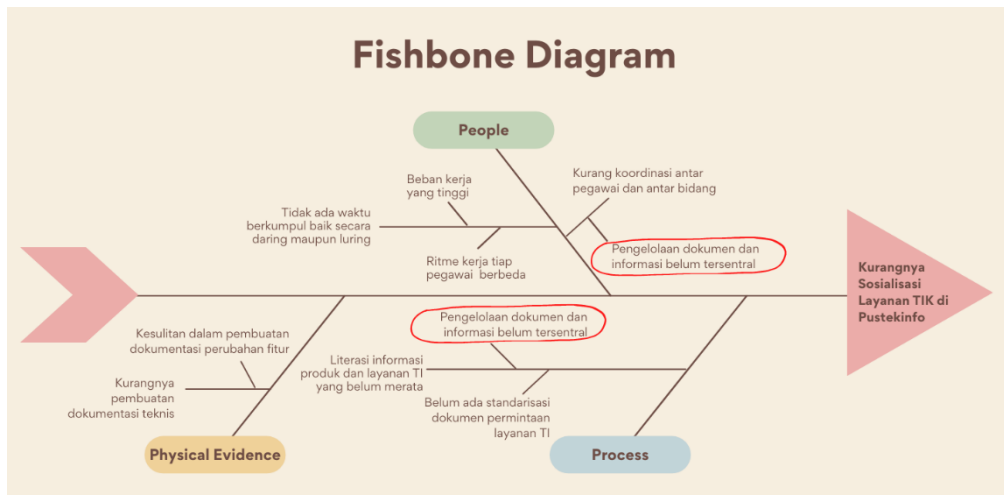 Fishbone Diagram
People
Beban kerja
yang tinggi
Kurang koordinasi antar
pegawai dan antar bidang
Tidak ada waktu
berkumpul baik secara
daring maupun luring
Ritme kerja tiap
pegawai berbeda
Pengelolaan dokumen dan
informasi belum tersentral
Kurangnya
Sosialisasi
Layanan TIK di
Pustekinfo
Kesulitan dalam pembuatan
dokumentasi perubahan fitur
Kurangnya
pembuatan
dokumentasi teknis
Physical Evidence
Pengelolaan dokumen dan
informasi belum tersentral
Literasi informasi
produk dan layanan TI
yang belum merata
Belum ada standarisasi
dokumen permintaan
layanan TI
Process